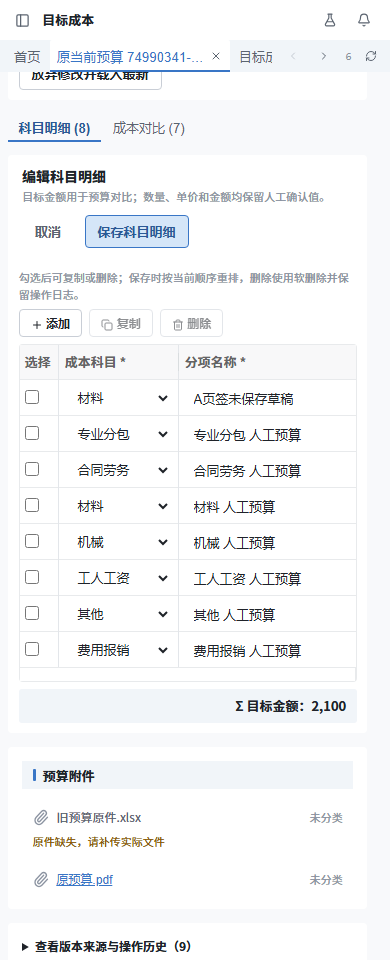 目标成本
首页 原当前预算 74990341-... × 目标成 6
放弃修改并载入最新
科目明细 (8) 成本对比 (7)
编辑科目明细
目标金额用于预算对比；数量、单价和金额均保留人工确认值。
取消 保存科目明细
勾选后可复制或删除；保存时按当前顺序重排，删除使用软删除并保
留操作日志。
+ 添加 复制 删除
选择 成本科目 * 分项名称 *
材料 A页签未保存草稿
专业分包 专业分包 人工预算
合同劳务 合同劳务 人工预算
材料 材料 人工预算
机械 机械 人工预算
工人工资 工人工资 人工预算
其他 其他 人工预算
费用报销 费用报销 人工预算
Σ 目标金额：2,100
预算附件
旧预算原件.xlsx 未分类
原件缺失，请补传实际文件
原预算.pdf 未分类
查看版本来源与操作历史（9）